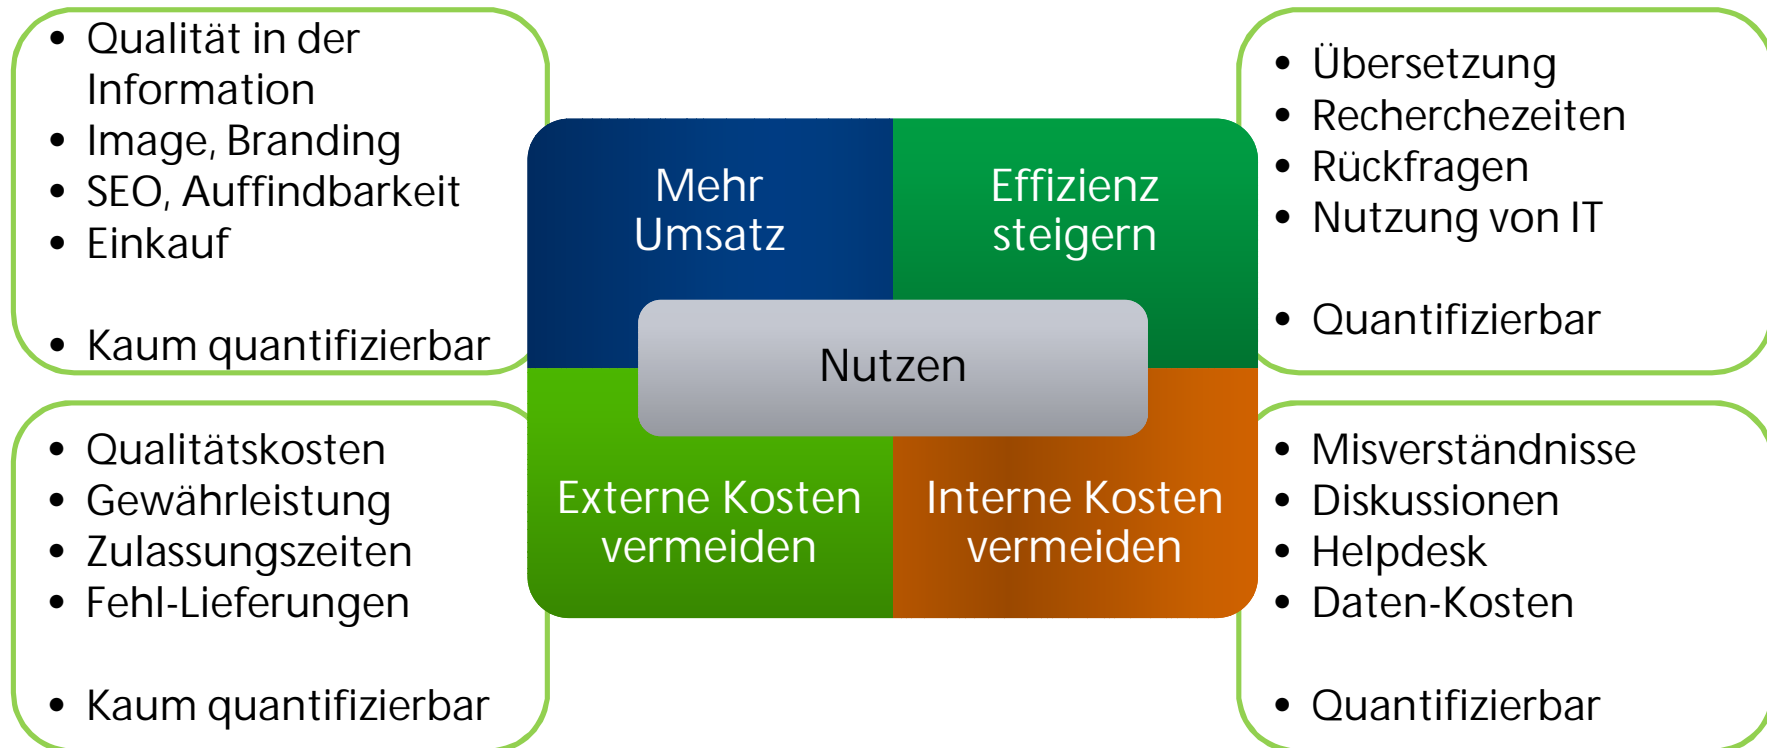 • Qualität in der
Information
• Image, Branding
• SEO, Auffindbarkeit
• Einkauf
• Kaum quantifizierbar
Mehr
Umsatz
Effizienz
steigern
• Übersetzung
• Recherchezeiten
• Rückfragen
• Nutzung von IT
• Quantifizierbar
Nutzen
• Qualitätskosten
• Gewährleistung
• Zulassungszeiten
• Fehl-Lieferungen
• Kaum quantifizierbar
Externe Kosten
vermeiden
Interne Kosten
vermeiden
• Misverständnisse
• Diskussionen
• Helpdesk
• Daten-Kosten
• Quantifizierbar